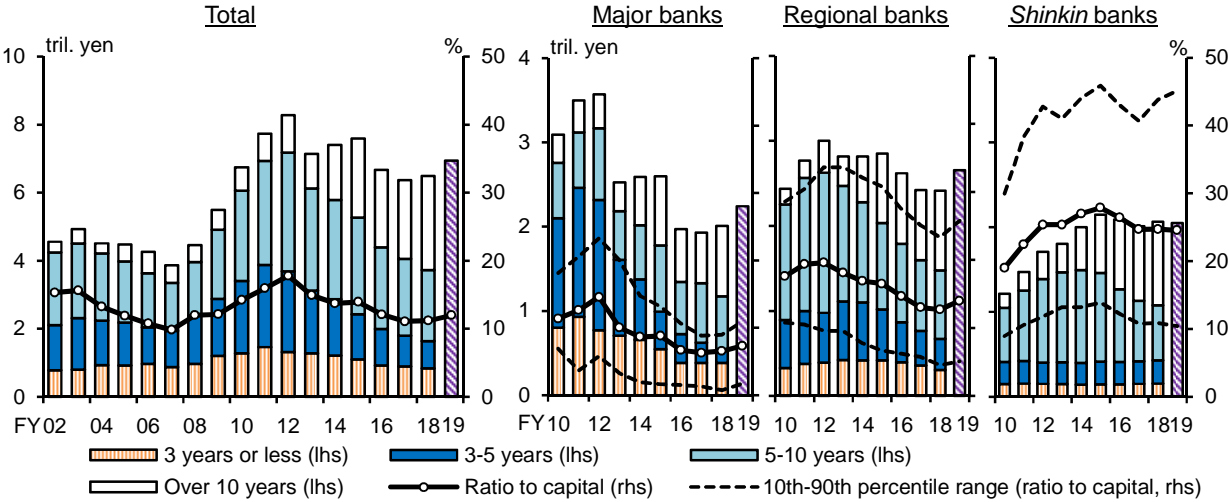 Total
Major banks
Regional banks
Shinkin banks
tril. yen
%
tril. yen
%
10
8
6
4
2
0
50
40
30
20
10
0
4
3
2
1
0
50
40
30
20
10
0
FY 02 04 06 08 10 12 14 16 18 19
FY 10 12 14 16 18 19
10 12 14 16 18 19
10 12 14 16 18 19
3 years or less (lhs)
3-5 years (lhs)
5-10 years (lhs)
Over 10 years (lhs)
Ratio to capital (rhs)
10th-90th percentile range (ratio to capital, rhs)